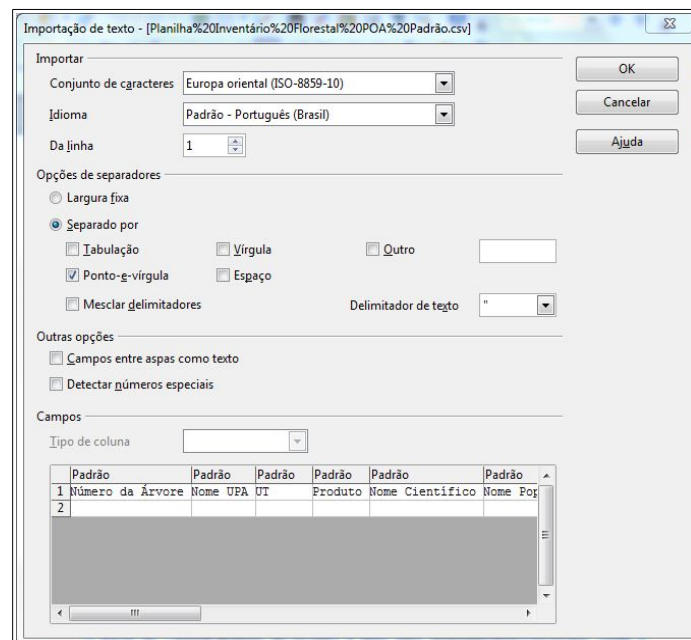 Importação de texto - [Planilha%20Inventário%20Florestal%20POA%20Padrão.csv]
Importar
Conjunto de caracteres Europa oriental (ISO-8859-10)
Idioma Padrão - Português (Brasil)
Da linha 1
OK
Cancelar
Ajuda
Opções de separadores
Largura fixa
Separado por
Tabulação Vírgula Outro
Ponto-e-vírgula Espaço
Mesclar delimitadores Delimitador de texto "
Outras opções
Campos entre aspas como texto
Detectar números especiais
Campos
Tipo de coluna
Padrão Padrão Padrão Padrão Padrão Padrão
1 Número da Árvore Nome UPA UT Produto Nome Científico Nome Pop
2